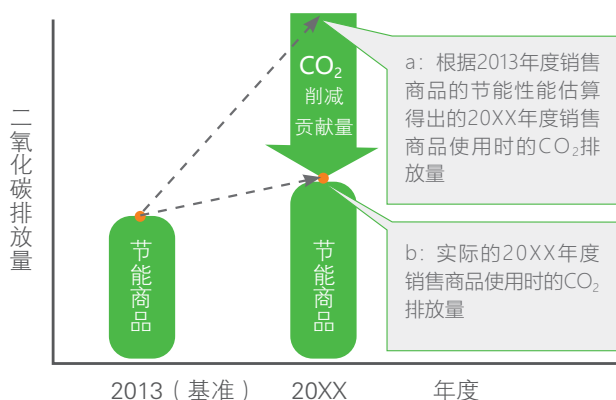 二氧化碳排放量
CO₂
削减
贡献量
a：根据2013年度销售
商品的节能性能估算
得出的20XX年度销售
商品使用时的CO₂排
放量
节能商品
节能商品
b：实际的20XX年度
销售商品使用时的CO₂
排放量
2013（基准） 20XX 年度